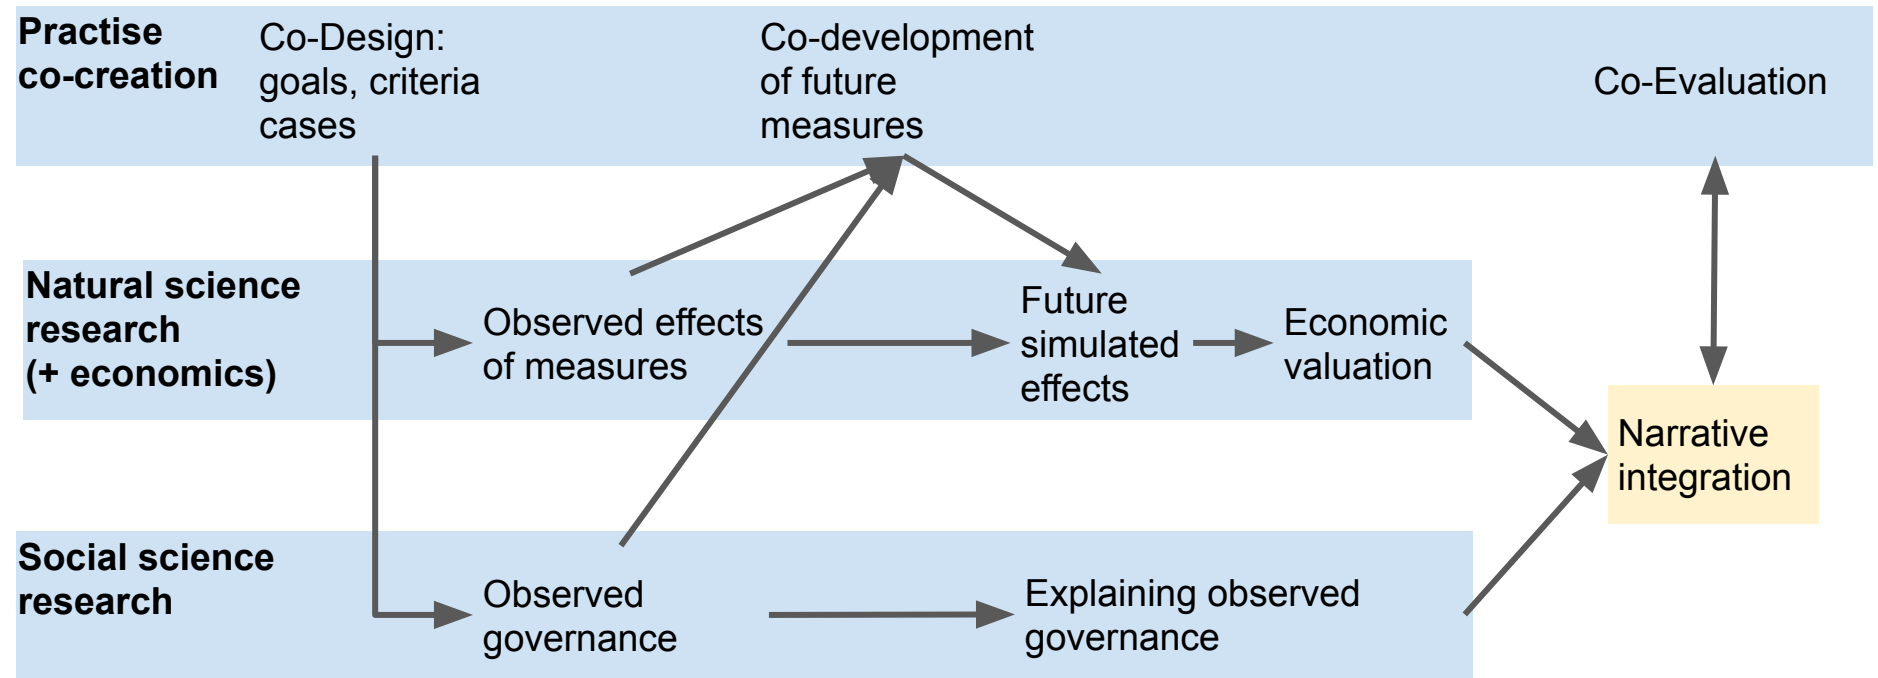 Practise
co-creation
Co-Design:
goals, criteria
cases
Co-development
of future
measures
Co-Evaluation
Natural science
research
(+ economics)
Observed effects
of measures
Future
simulated
effects
Economic
valuation
Narrative
integration
Social science
research
Observed
governance
Explaining observed
governance